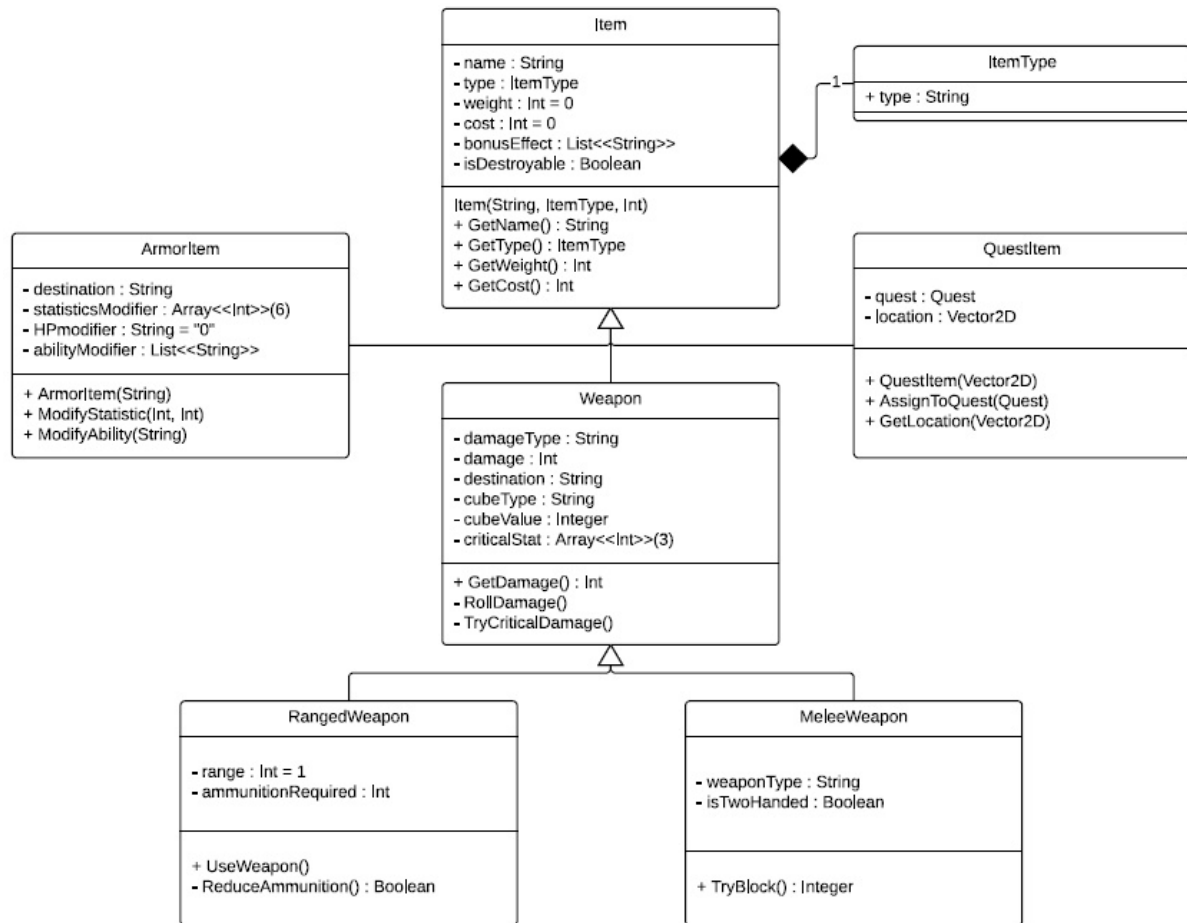 Item
- name : String
- type : ItemType
- weight : Int = 0
- cost : Int = 0
- bonusEffect : List<<String>>
- isDestroyable : Boolean
Item(String, ItemType, Int)
+ GetName() : String
+ GetType() : ItemType
+ GetWeight() : Int
+ GetCost() : Int
1
ItemType
+ type : String
ArmorItem
- destination : String
- statisticsModifier : Array<<Int>>(6)
- HPmodifier : String = "0"
- abilityModifier : List<<String>>
+ ArmorItem(String)
+ ModifyStatistic(Int, Int)
+ ModifyAbility(String)
QuestItem
- quest : Quest
- location : Vector2D
+ QuestItem(Vector2D)
+ AssignToQuest(Quest)
+ GetLocation(Vector2D)
Weapon
- damageType : String
- damage : Int
- destination : String
- cubeType : String
- cubeValue : Integer
- criticalStat : Array<<Int>>(3)
+ GetDamage() : Int
- RollDamage()
- TryCriticalDamage()
RangedWeapon
- range : Int = 1
- ammunitionRequired : Int
+ UseWeapon()
- ReduceAmmunition() : Boolean
MeleeWeapon
- weaponType : String
- isTwoHanded : Boolean
+ TryBlock() : Integer